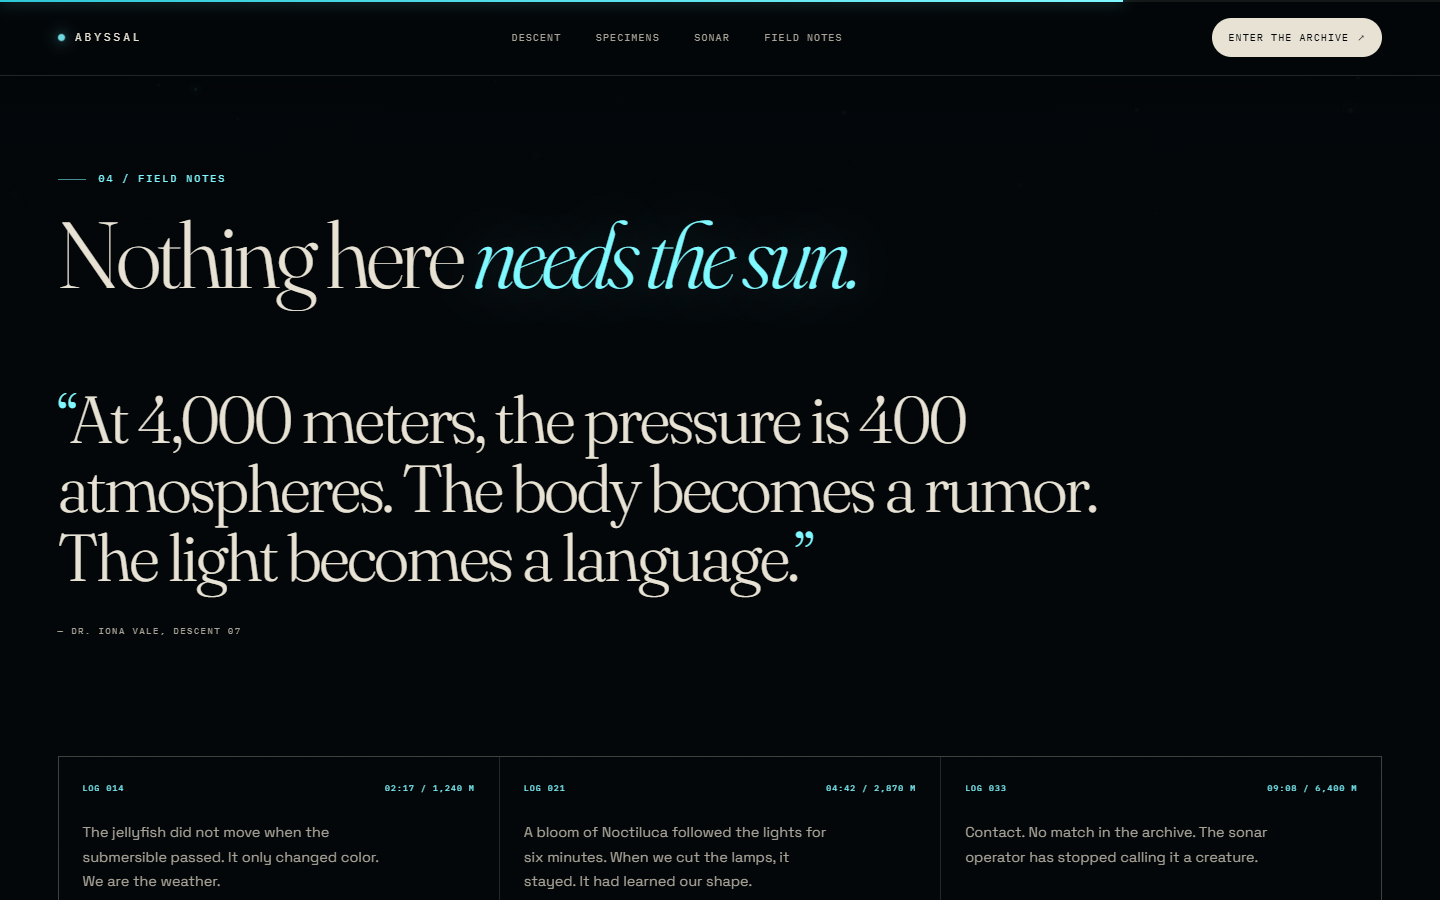 ABYSSAL
DESCENT
SPECIMENS
SONAR
FIELD NOTES
ENTER THE ARCHIVE ↗
04 / FIELD NOTES
Nothing here needs the sun.
“At 4,000 meters, the pressure is 400
atmospheres. The body becomes a rumor.
The light becomes a language.”
— DR. IONA VALE, DESCENT 07
LOG 014
02:17 / 1,240 M
The jellyfish did not move when the
submersible passed. It only changed color.
We are the weather.
LOG 021
04:42 / 2,870 M
A bloom of Noctiluca followed the lights for
six minutes. When we cut the lamps, it
stayed. It had learned our shape.
LOG 033
09:08 / 6,400 M
Contact. No match in the archive. The sonar
operator has stopped calling it a creature.